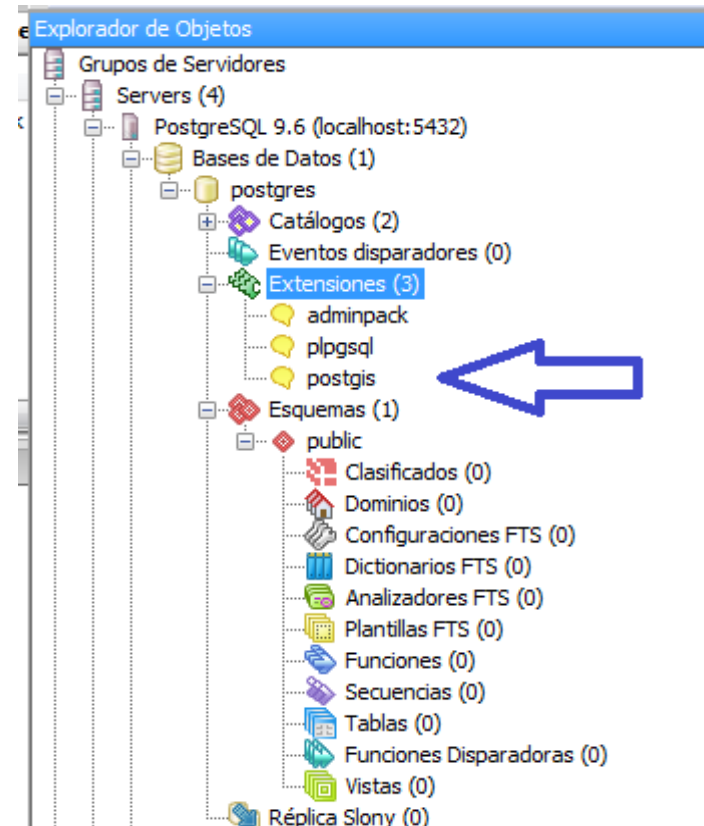 Explorador de Objetos
Grupos de Servidores
Servers (4)
PostgreSQL 9.6 (localhost:5432)
Bases de Datos (1)
postgres
Catálogos (2)
Eventos disparadores (0)
Extensiones (3)
adminpack
plpgsql
postgis
Esquemas (1)
public
Clasificados (0)
Dominios (0)
Configuraciones FTS (0)
Dictionarios FTS (0)
Analizadores FTS (0)
Plantillas FTS (0)
Funciones (0)
Secuencias (0)
Tablas (0)
Funciones Disparadoras (0)
Vistas (0)
Réplica Slony (0)